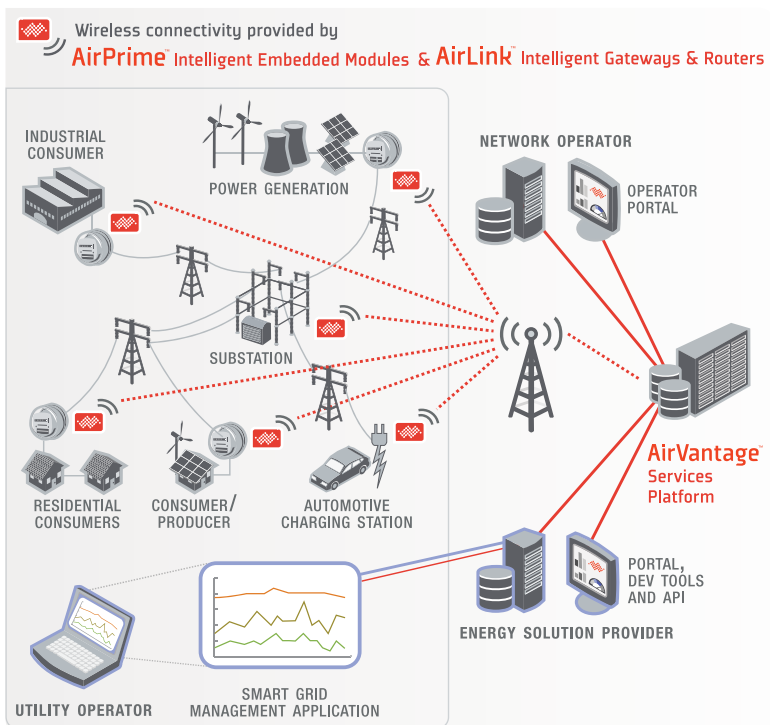 Wireless connectivity provided by
AirPrime™ Intelligent Embedded Modules & AirLink™ Intelligent Gateways & Routers
INDUSTRIAL
CONSUMER
POWER GENERATION
NETWORK OPERATOR
OPERATOR
PORTAL
SUBSTATION
AirVantage™
Services
Platform
RESIDENTIAL
CONSUMERS
CONSUMER/
PRODUCER
AUTOMOTIVE
CHARGING STATION
PORTAL,
DEV TOOLS
AND API
ENERGY SOLUTION PROVIDER
UTILITY OPERATOR
SMART GRID
MANAGEMENT APPLICATION